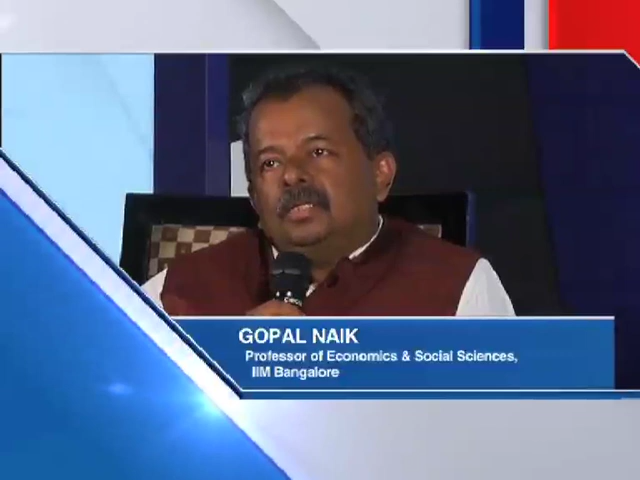 GOPAL NAIK
Professor of Economics & Social Sciences,
IIM Bangalore